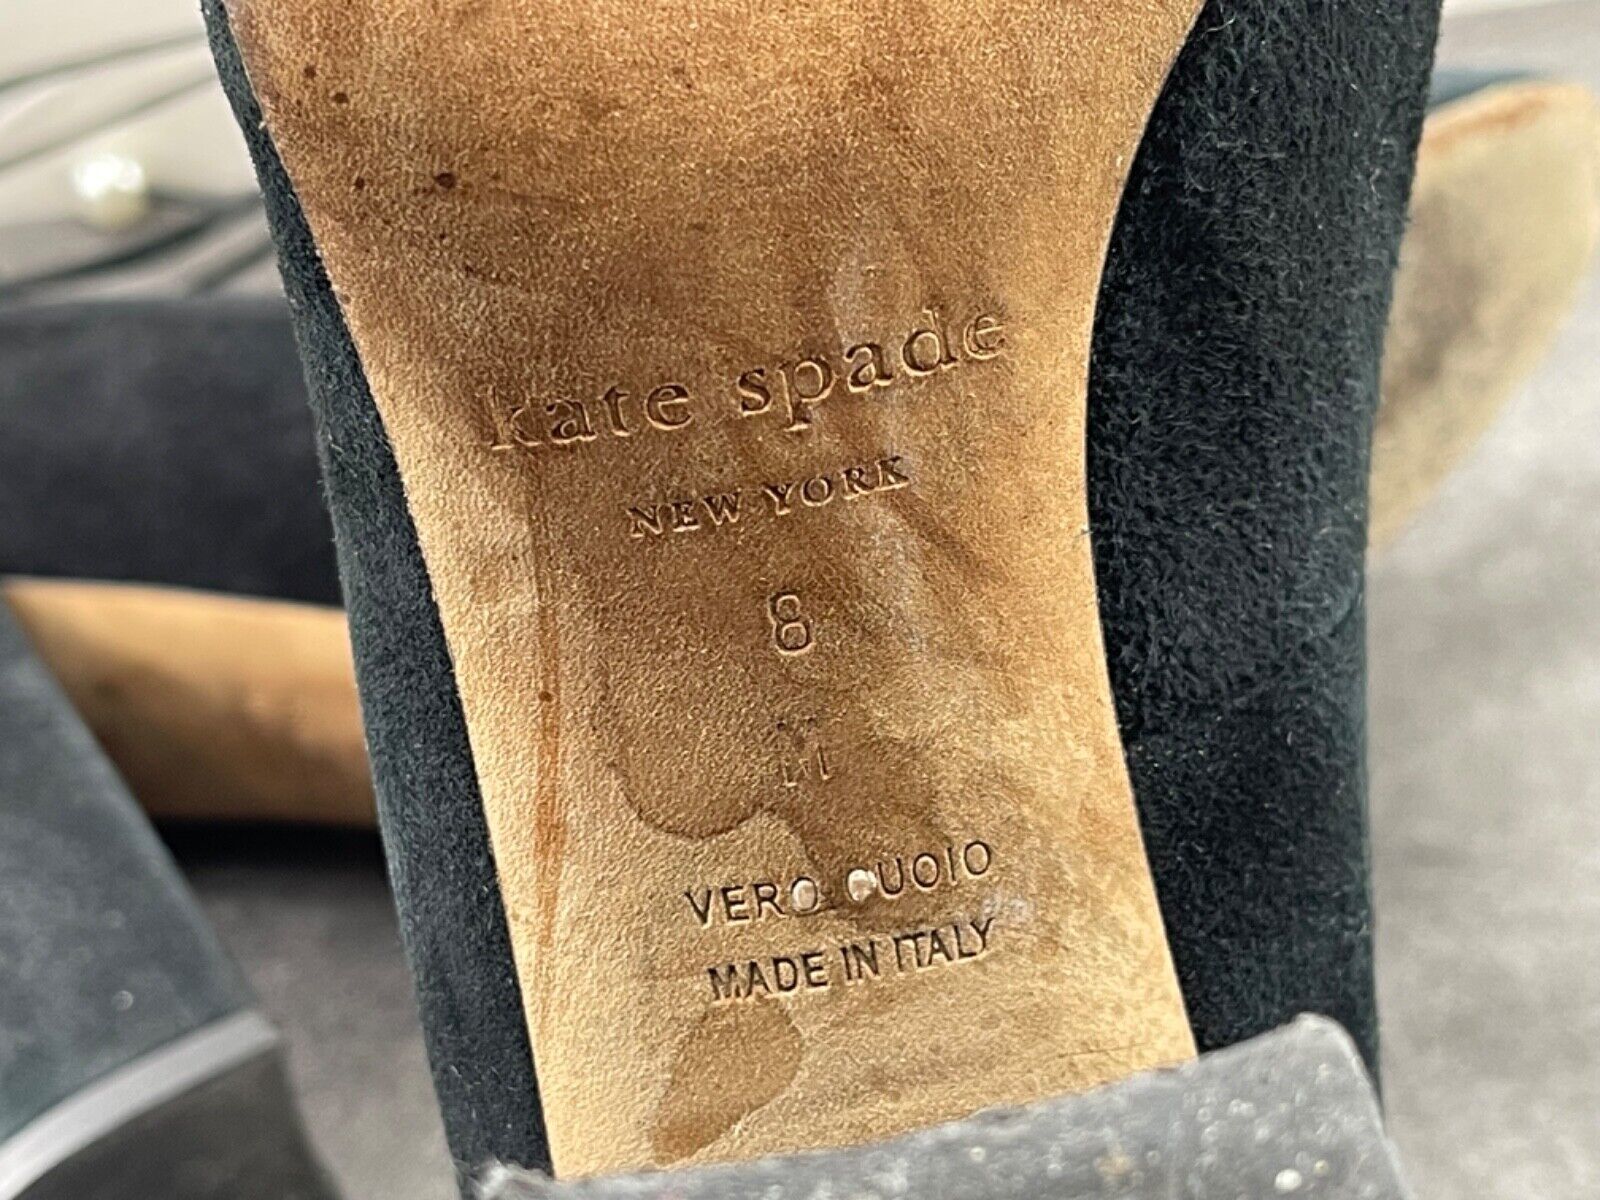 kate spade
NEW YORK
8
VERO CUOIO
MADE IN ITALY